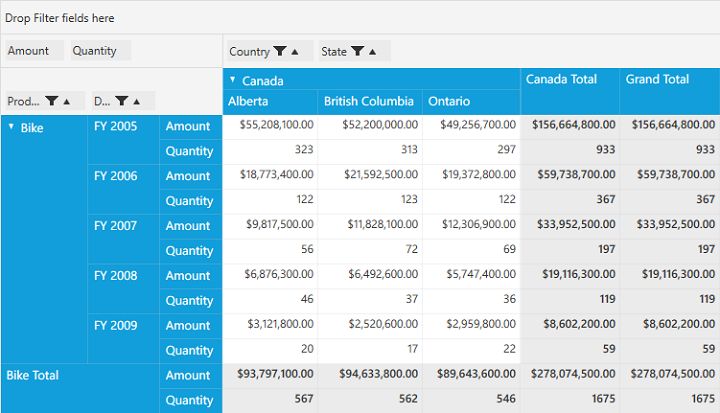 Drop Filter fields here
Amount Quantity Country State
Canada Canada Total Grand Total
Prod... D... Alberta British Columbia Ontario
Bike FY 2005 Amount $55,208,100.00 $52,200,000.00 $49,256,700.00 $156,664,800.00 $156,664,800.00
Quantity 323 313 297 933 933
FY 2006 Amount $18,773,400.00 $21,592,500.00 $19,372,800.00 $59,738,700.00 $59,738,700.00
Quantity 122 123 122 367 367
FY 2007 Amount $9,817,500.00 $11,828,100.00 $12,306,900.00 $33,952,500.00 $33,952,500.00
Quantity 56 72 69 197 197
FY 2008 Amount $6,876,300.00 $6,492,600.00 $5,747,400.00 $19,116,300.00 $19,116,300.00
Quantity 46 37 36 119 119
FY 2009 Amount $3,121,800.00 $2,520,600.00 $2,959,800.00 $8,602,200.00 $8,602,200.00
Quantity 20 17 22 59 59
Bike Total Amount $93,797,100.00 $94,633,800.00 $89,643,600.00 $278,074,500.00 $278,074,500.00
Quantity 567 562 546 1675 1675